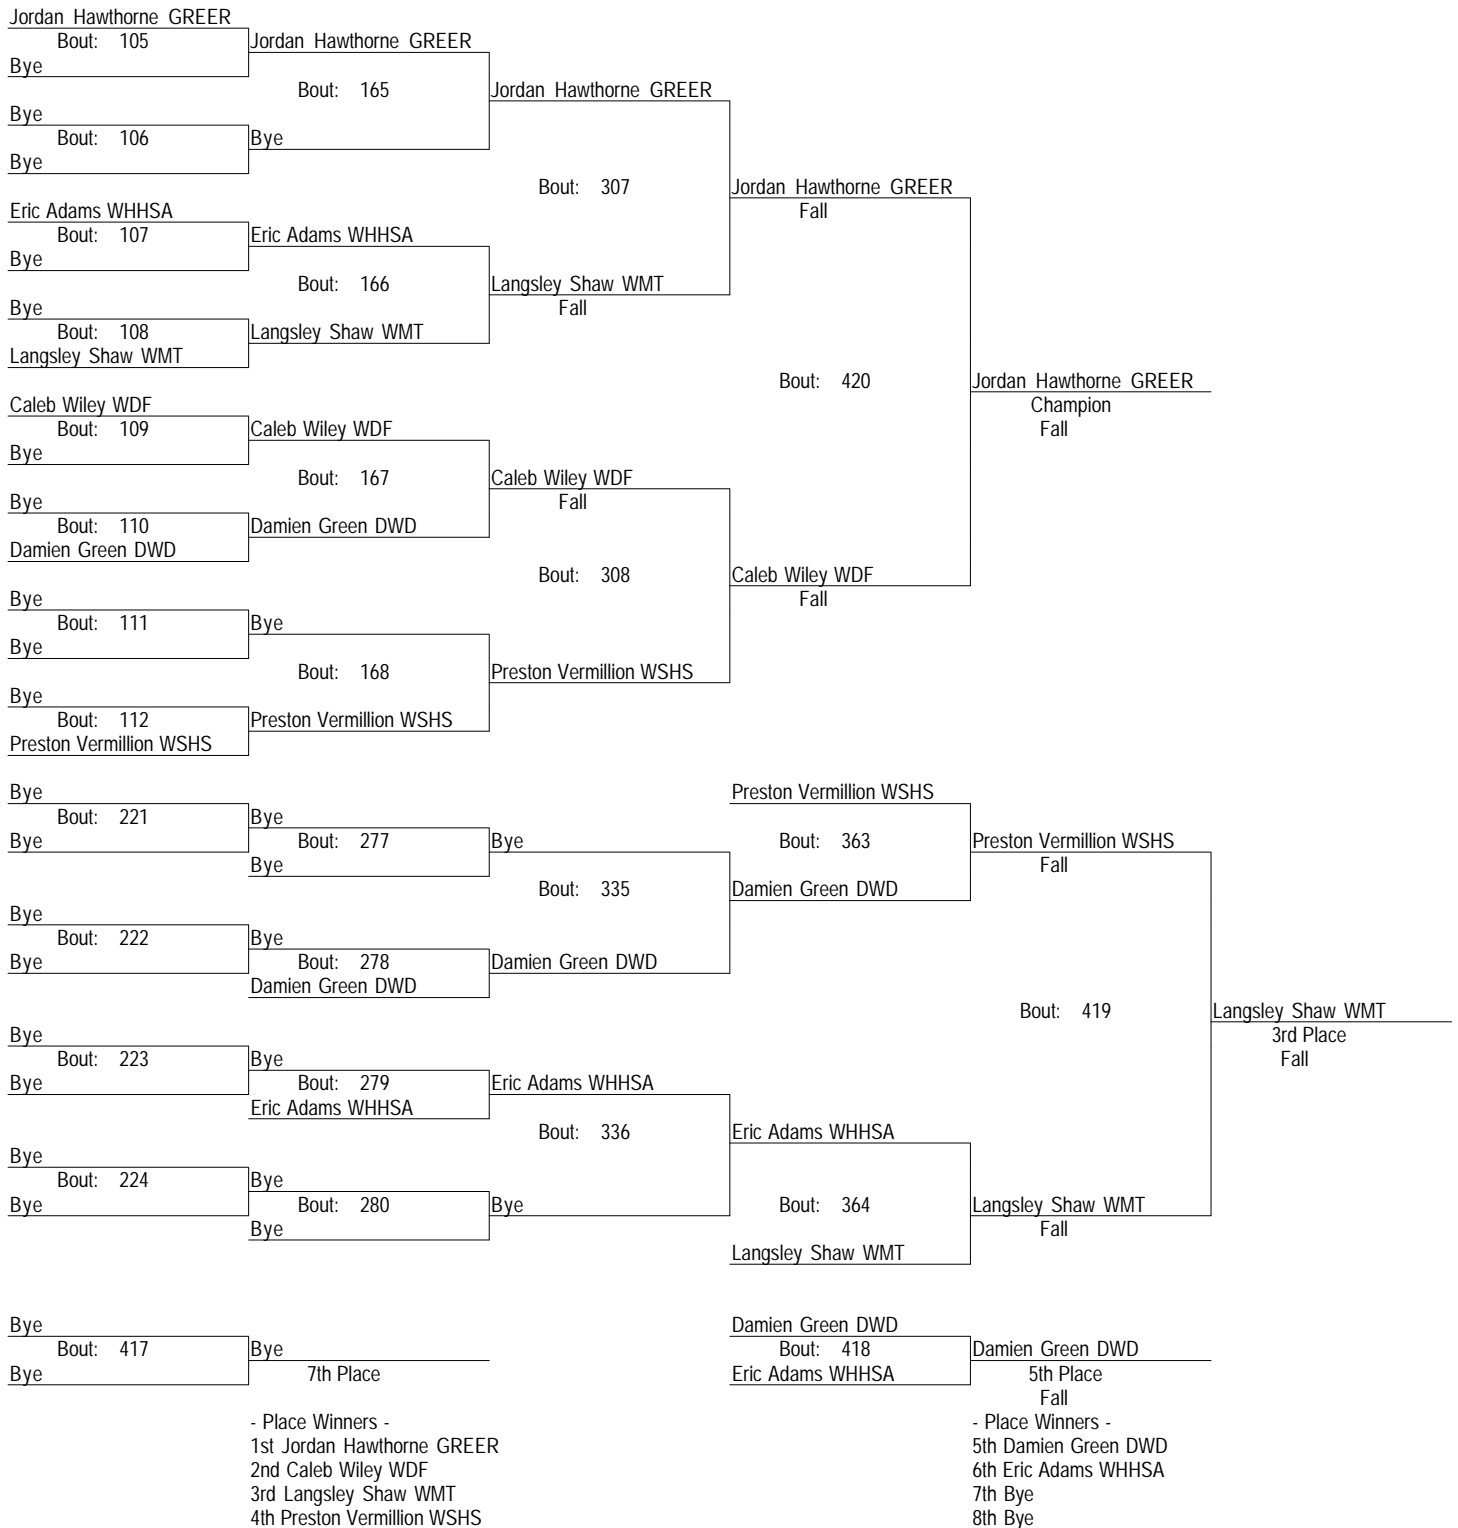 Jordan Hawthorne GREER
Bout: 105
Bye
Jordan Hawthorne GREER
Bout: 165
Jordan Hawthorne GREER
Bye
Bout: 106
Bye
Bye
Bout: 307
Jordan Hawthorne GREER
Fall
Eric Adams WHHSA
Bout: 107
Bye
Eric Adams WHHSA
Bout: 166
Langsley Shaw WMT
Fall
Bye
Bout: 108
Langsley Shaw WMT
Langsley Shaw WMT
Bout: 420
Jordan Hawthorne GREER
Champion
Fall
Caleb Wiley WDF
Bout: 109
Bye
Caleb Wiley WDF
Bout: 167
Caleb Wiley WDF
Fall
Bye
Bout: 110
Damien Green DWD
Damien Green DWD
Bout: 308
Caleb Wiley WDF
Fall
Bye
Bout: 111
Bye
Bye
Bout: 168
Preston Vermillion WSHS
Bye
Bout: 112
Preston Vermillion WSHS
Preston Vermillion WSHS
Bye
Bout: 221
Bye
Bye
Bout: 277
Bye
Bye
Preston Vermillion WSHS
Bout: 363
Preston Vermillion WSHS
Fall
Bout: 335
Damien Green DWD
Bye
Bout: 222
Bye
Bye
Bout: 278
Damien Green DWD
Damien Green DWD
Bout: 419
Langsley Shaw WMT
3rd Place
Fall
Bye
Bout: 223
Bye
Bye
Bout: 279
Eric Adams WHHSA
Eric Adams WHHSA
Bout: 336
Eric Adams WHHSA
Bye
Bout: 224
Bye
Bye
Bout: 280
Bye
Bye
Bout: 364
Langsley Shaw WMT
Fall
Langsley Shaw WMT
Bye
Bout: 417
Bye
Bye
7th Place
Damien Green DWD
Bout: 418
Eric Adams WHHSA
Damien Green DWD
5th Place
Fall
- Place Winners -
1st Jordan Hawthorne GREER
2nd Caleb Wiley WDF
3rd Langsley Shaw WMT
4th Preston Vermillion WSHS
- Place Winners -
5th Damien Green DWD
6th Eric Adams WHHSA
7th Bye
8th Bye